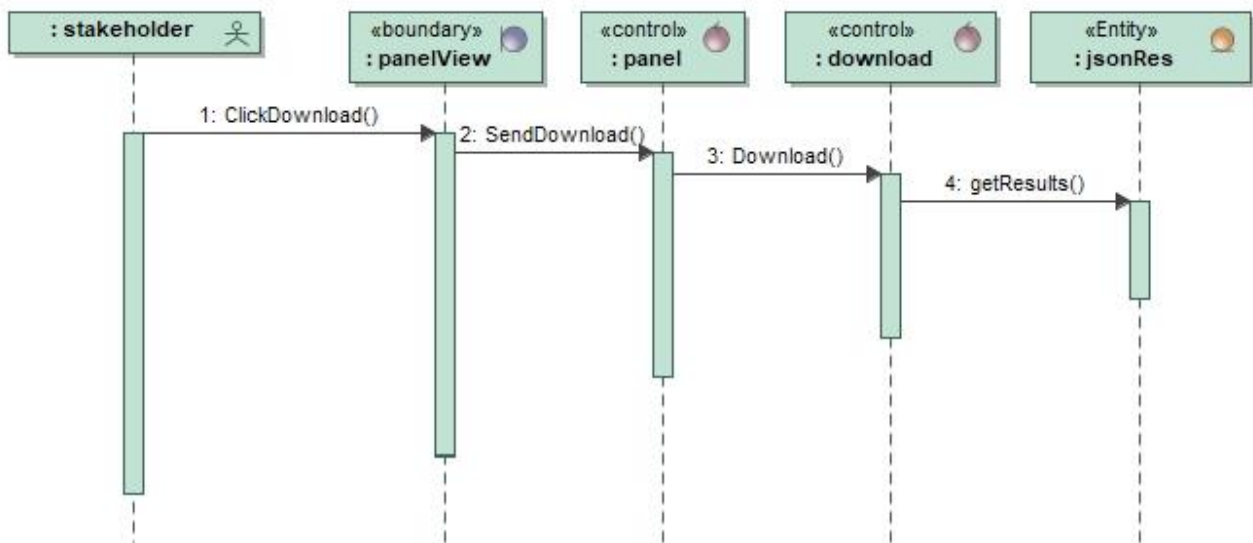 : stakeholder
«boundary»
: panelView
«control»
: panel
«control»
: download
«Entity»
: jsonRes
1: ClickDownload()
2: SendDownload()
3: Download()
4: getResults()